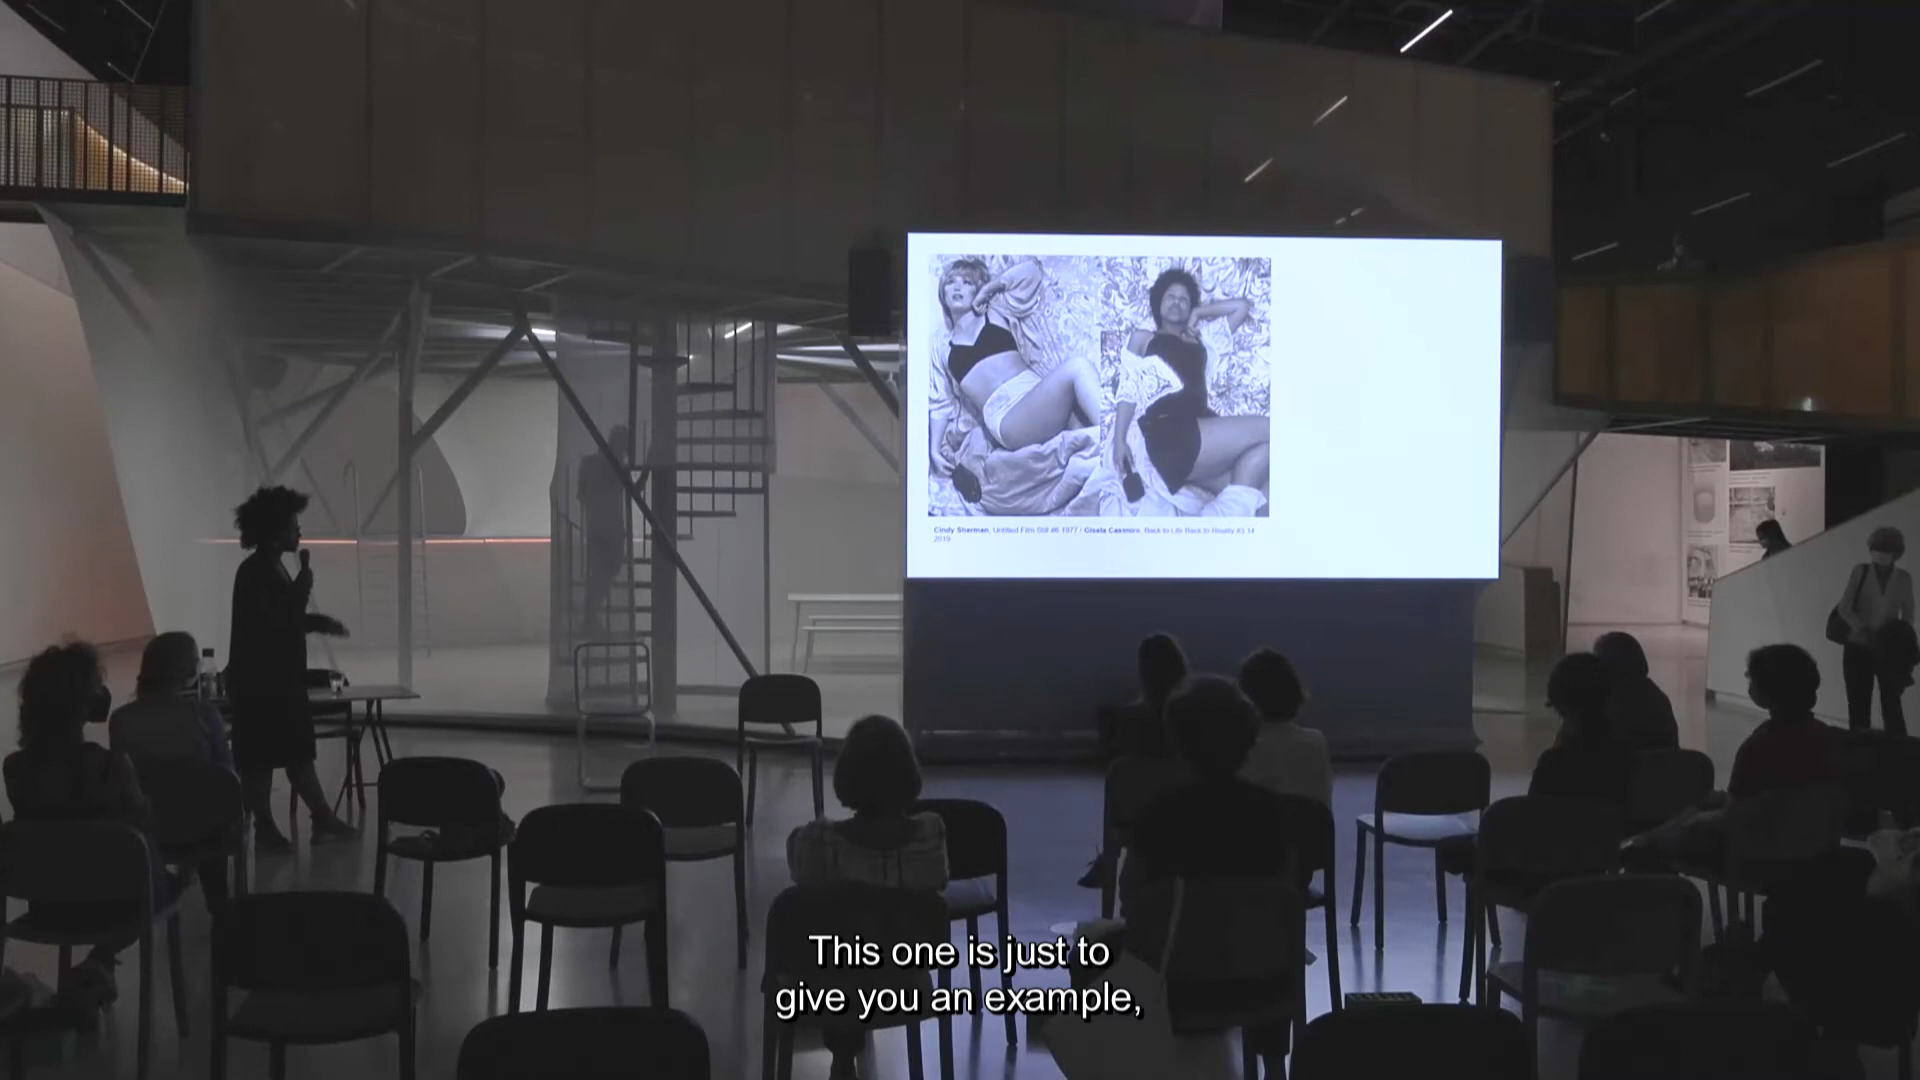 Cindy Sherman, Untitled Film Still #6 1977 / Gisela Casimiro, Back to Life Back to Reality #3 14
2019
This one is just to
give you an example,